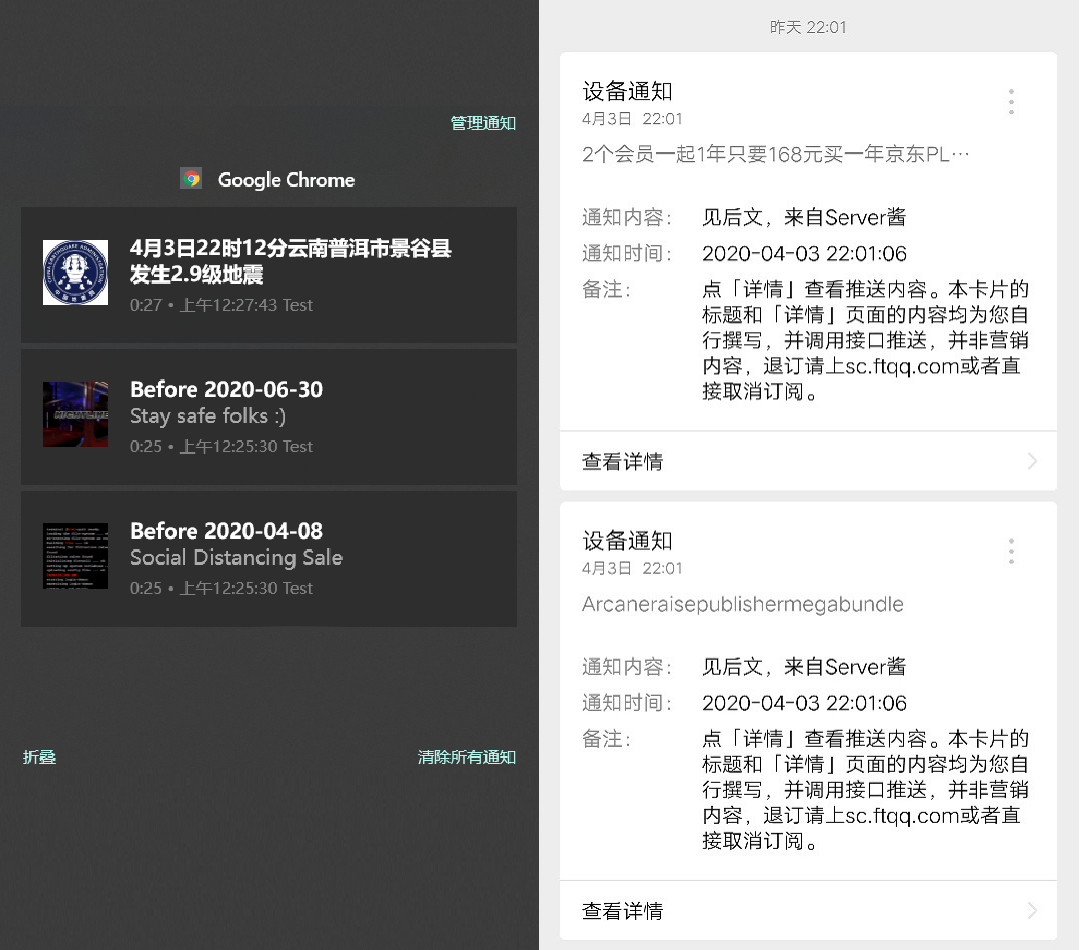 管理通知
Google Chrome
4月3日22时12分云南普洱市景谷县
发生2.9级地震
0:27 • 上午12:27:43 Test
Before 2020-06-30
Stay safe folks :)
0:25 • 上午12:25:30 Test
Before 2020-04-08
Social Distancing Sale
0:25 • 上午12:25:30 Test
折叠
清除所有通知
昨天 22:01
设备通知
4月3日 22:01
2个会员一起1年只要168元买一年京东PL…
通知内容: 见后文，来自Server酱
通知时间: 2020-04-03 22:01:06
备注: 点「详情」查看推送内容。本卡片的
标题和「详情」页面的内容均为您自
行撰写，并调用接口推送，并非营销
内容，退订请上sc.ftqq.com或者直
接取消订阅。
查看详情
设备通知
4月3日 22:01
Arcaneraisepublishermegabundle
通知内容: 见后文，来自Server酱
通知时间: 2020-04-03 22:01:06
备注: 点「详情」查看推送内容。本卡片的
标题和「详情」页面的内容均为您自
行撰写，并调用接口推送，并非营销
内容，退订请上sc.ftqq.com或者直
接取消订阅。
查看详情